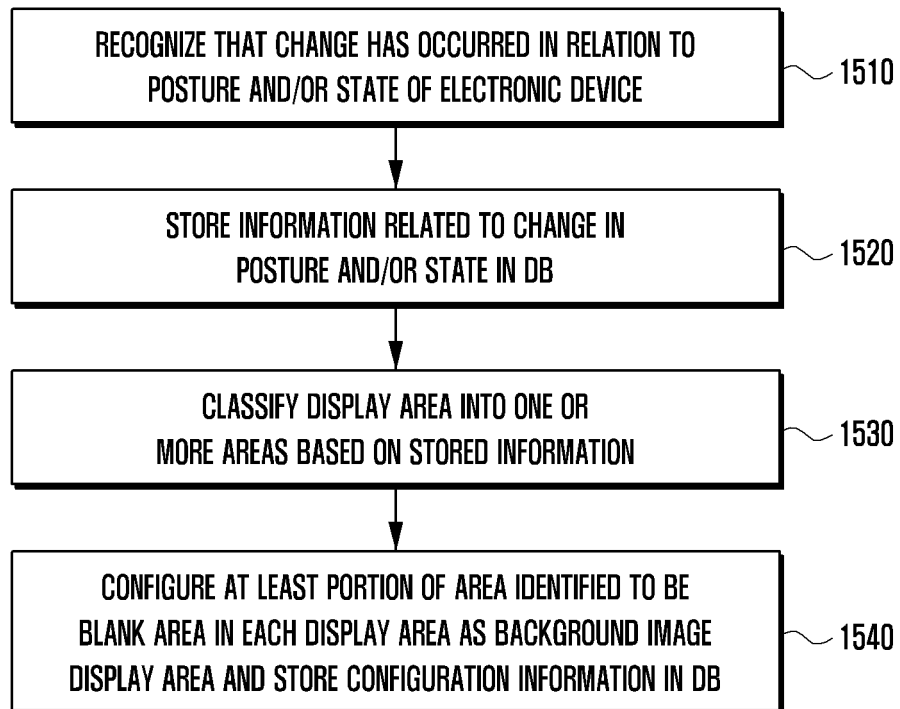 RECOGNIZE THAT CHANGE HAS OCCURRED IN RELATION TO
POSTURE AND/OR STATE OF ELECTRONIC DEVICE
1510
STORE INFORMATION RELATED TO CHANGE IN
POSTURE AND/OR STATE IN DB
1520
CLASSIFY DISPLAY AREA INTO ONE OR
MORE AREAS BASED ON STORED INFORMATION
1530
CONFIGURE AT LEAST PORTION OF AREA IDENTIFIED TO BE
BLANK AREA IN EACH DISPLAY AREA AS BACKGROUND IMAGE
DISPLAY AREA AND STORE CONFIGURATION INFORMATION IN DB
1540